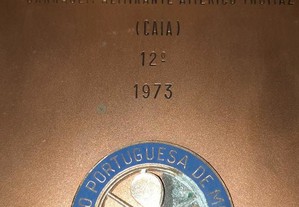 (CAIA)
12º
1973
O PORTUGUESA DE M